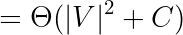 = Θ(|V|² + C)